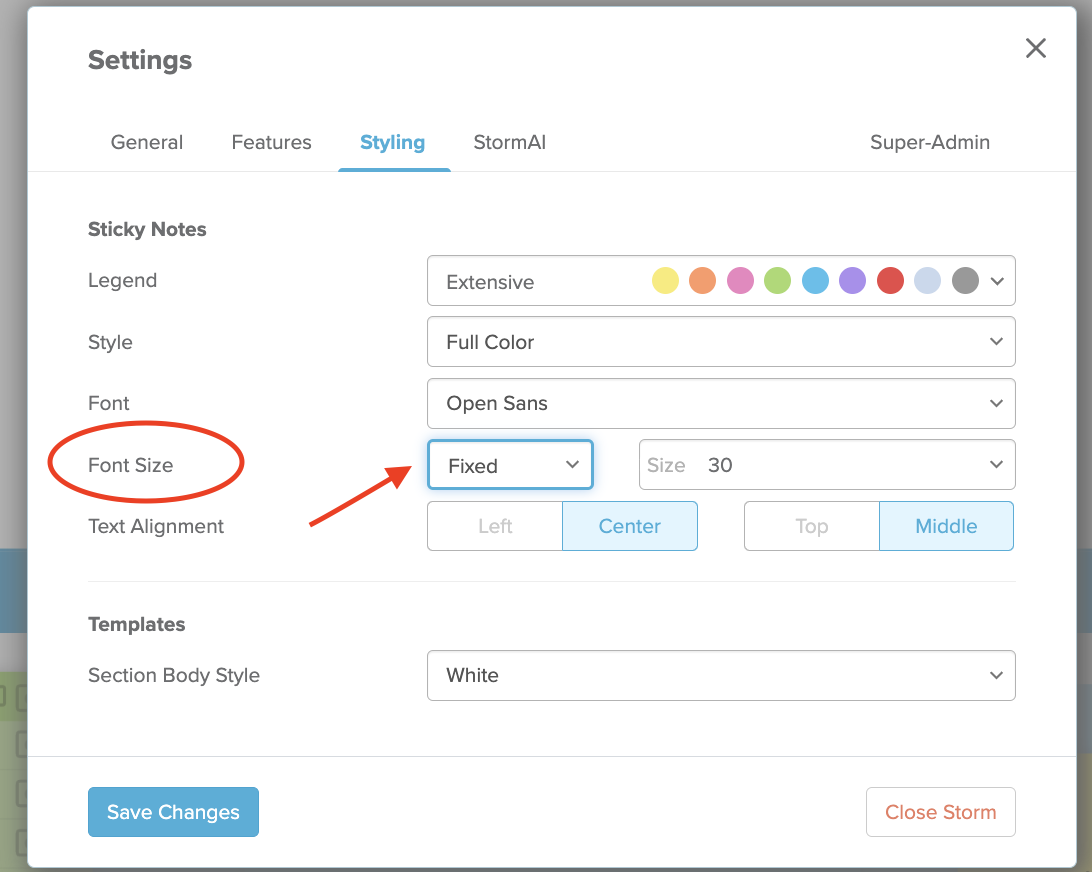 Settings
General Features Styling StormAI Super-Admin
Sticky Notes
Legend Extensive
Style Full Color
Font Open Sans
Font Size Fixed Size 30
Text Alignment Left Center Top Middle
Templates
Section Body Style White
Save Changes Close Storm